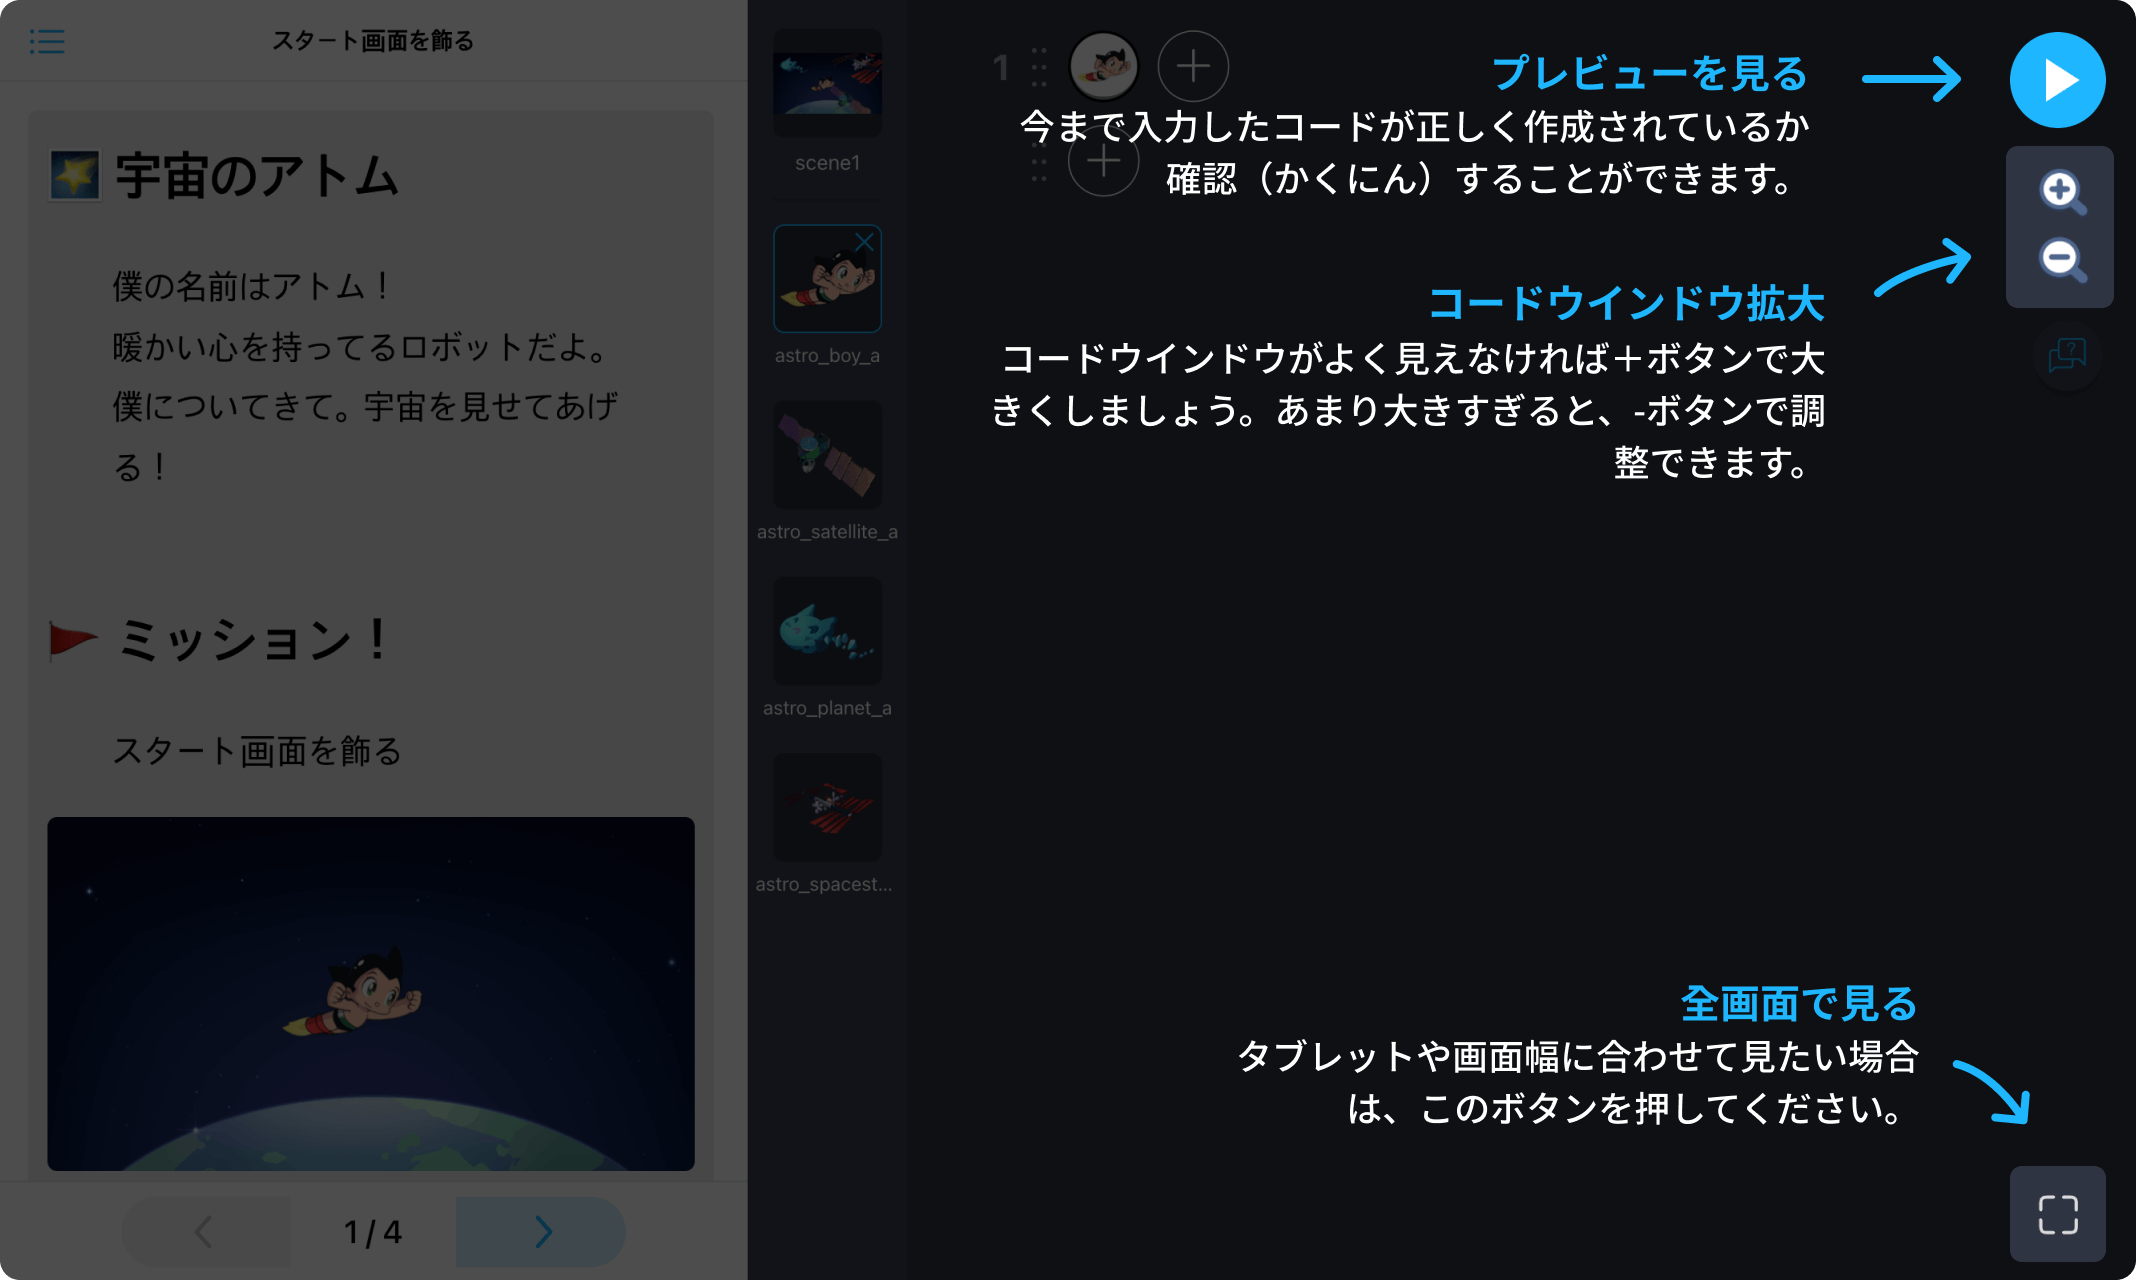 スタート画面を飾る
宇宙のアトム
僕の名前はアトム！
暖かい心を持ってるロボットだよ。
僕についてきて。宇宙を見せてあげ
る！
ミッション！
スタート画面を飾る
1 / 4
scene1
astro_boy_a
astro_satellite_a
astro_planet_a
astro_spacest...
1
プレビューを見る
今まで入力したコードが正しく作成されているか
確認（かくにん）することができます。
コードウインドウ拡大
コードウインドウがよく見えなければ＋ボタンで大
きくしましょう。あまり大きすぎると、-ボタンで調
整できます。
?
全画面で見る
タブレットや画面幅に合わせて見たい場合
は、このボタンを押してください。